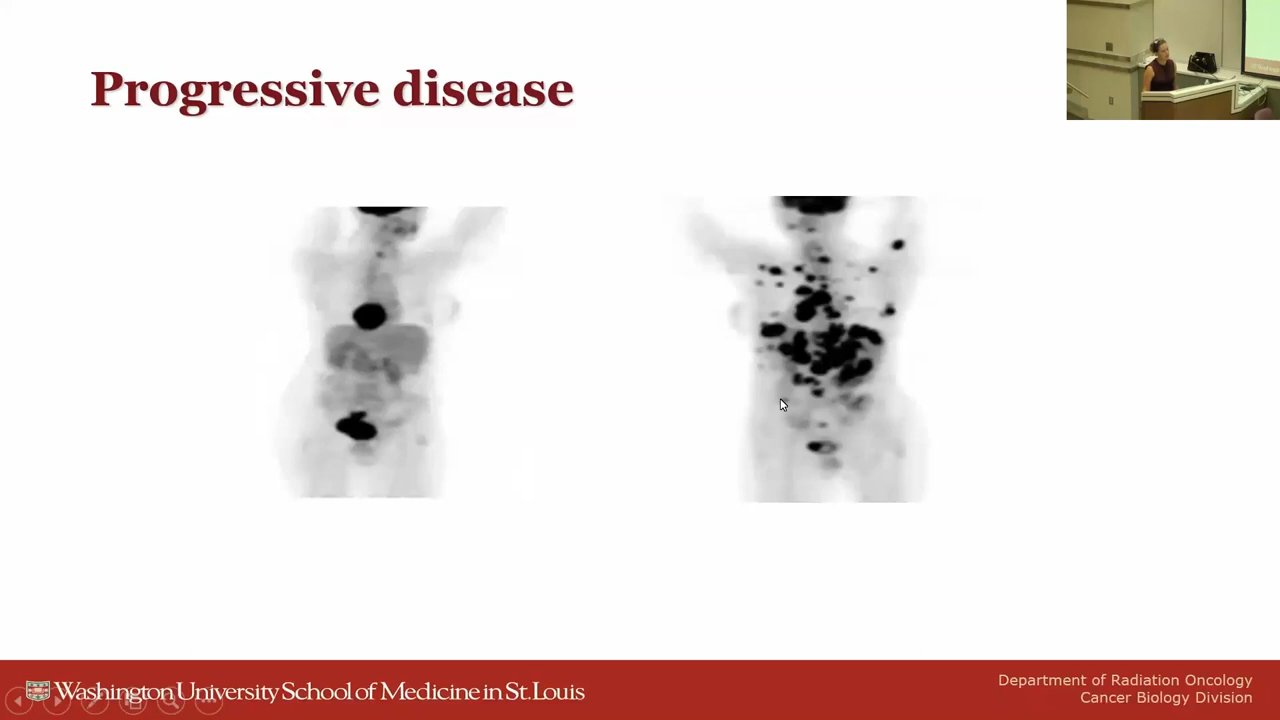 Progressive disease
Washington University School of Medicine in St. Louis
Department of Radiation Oncology
Cancer Biology Division